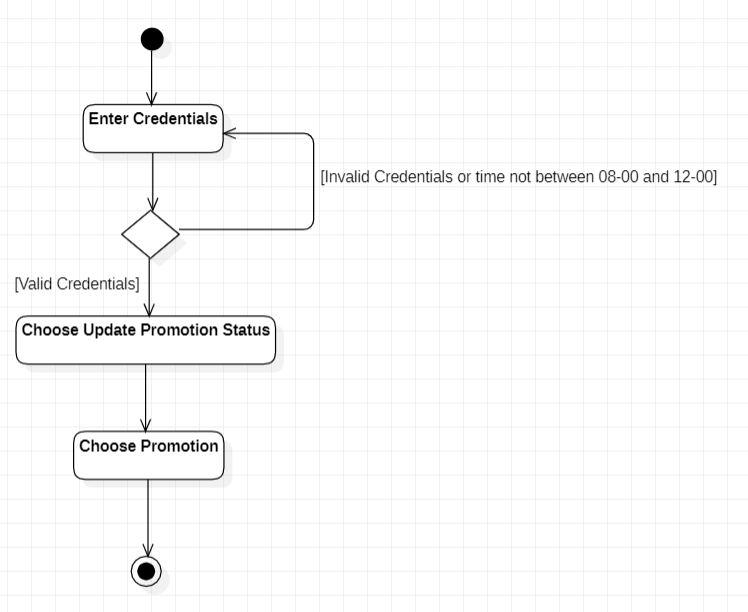 Enter Credentials
[Invalid Credentials or time not between 08-00 and 12-00]
[Valid Credentials]
Choose Update Promotion Status
Choose Promotion